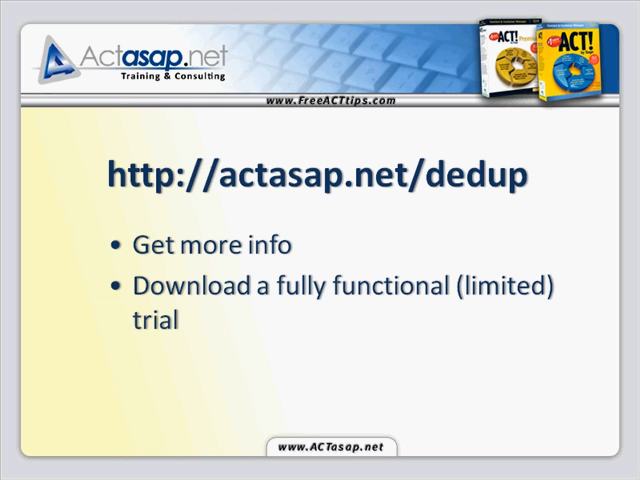 Actasap.net
Training & Consulting
ACT!
www.FreeACTtips.com
http://actasap.net/dedup
• Get more info
• Download a fully functional (limited)
trial
www.ACTasap.net